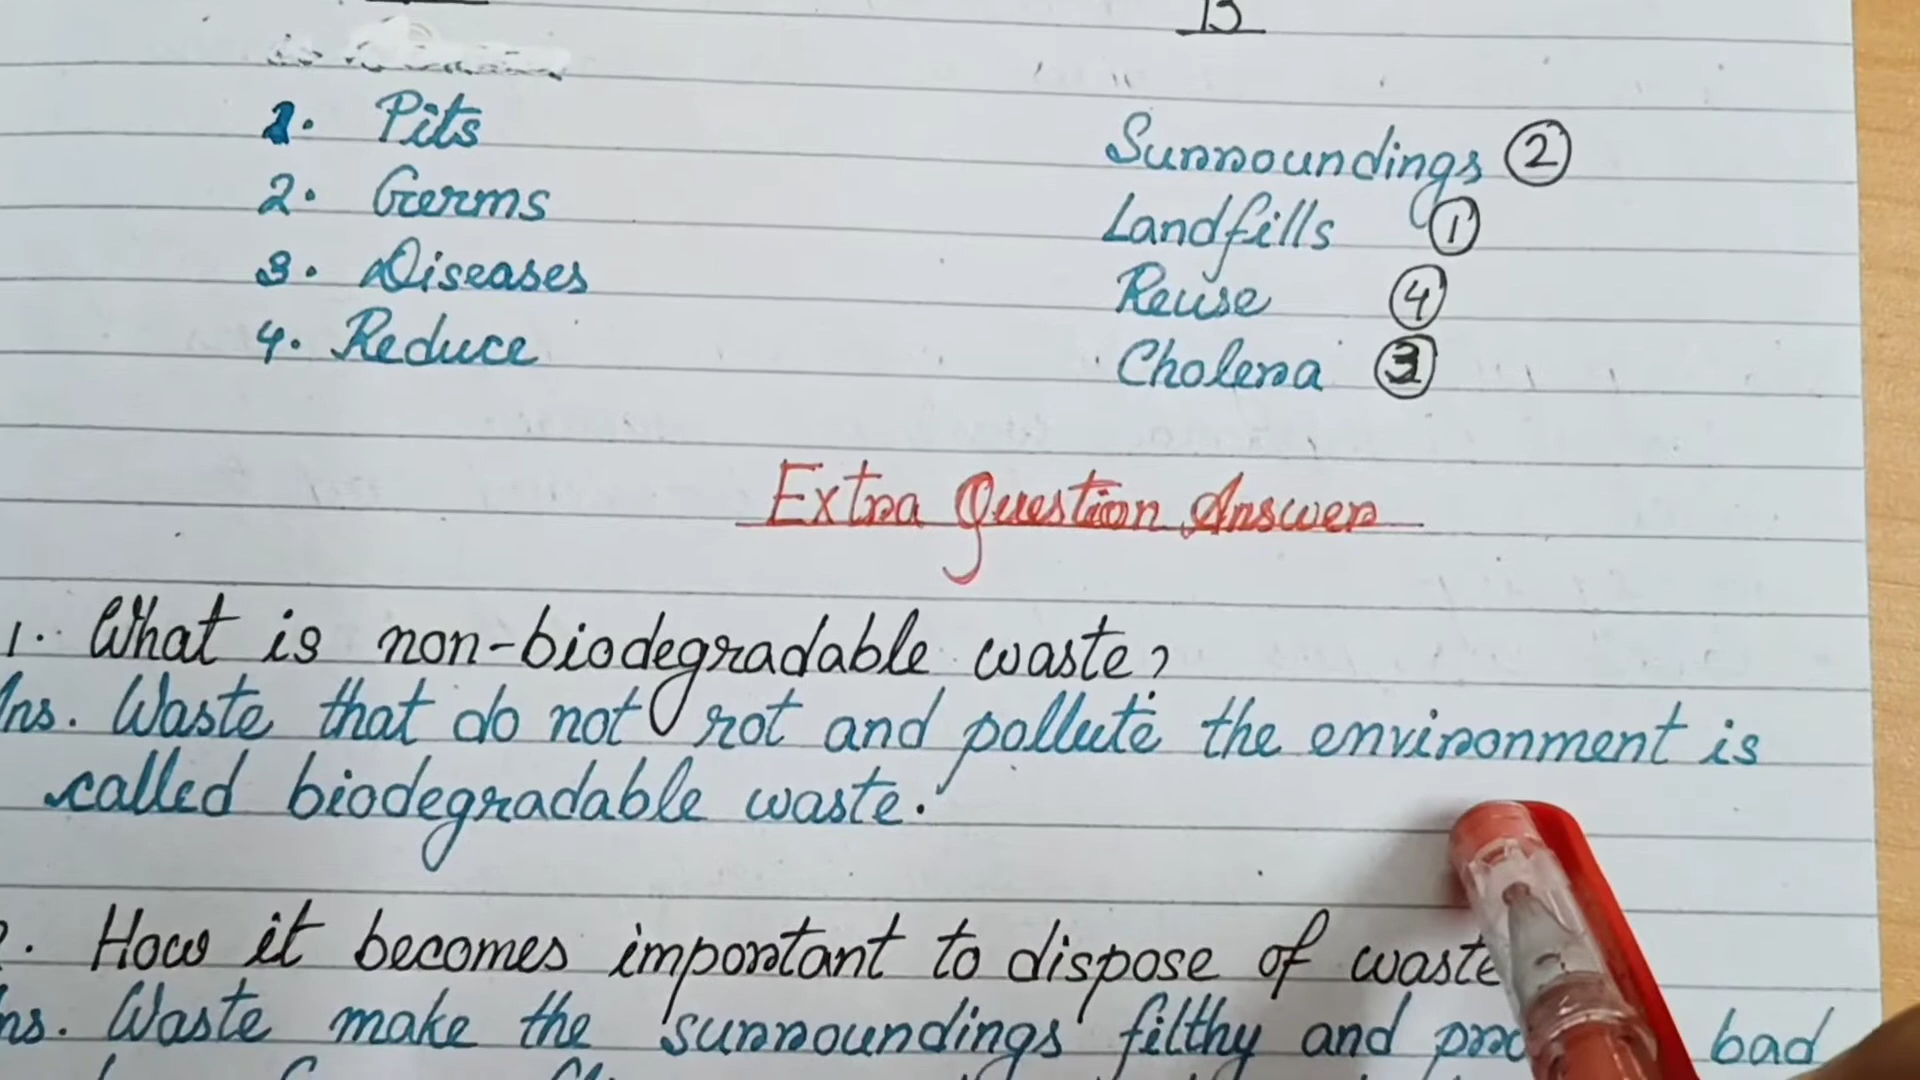 B
1. Pits Surroundings ②
2. Germs Landfills ①
3. Diseases Reuse ④
4. Reduce Cholera ③
Extra Question Answer
1. What is non-biodegradable waste?
Ans. Waste that do not rot and pollute the environment is
called biodegradable waste.
. How it becomes important to dispose of waste
ns. Waste make the surroundings filthy and bad